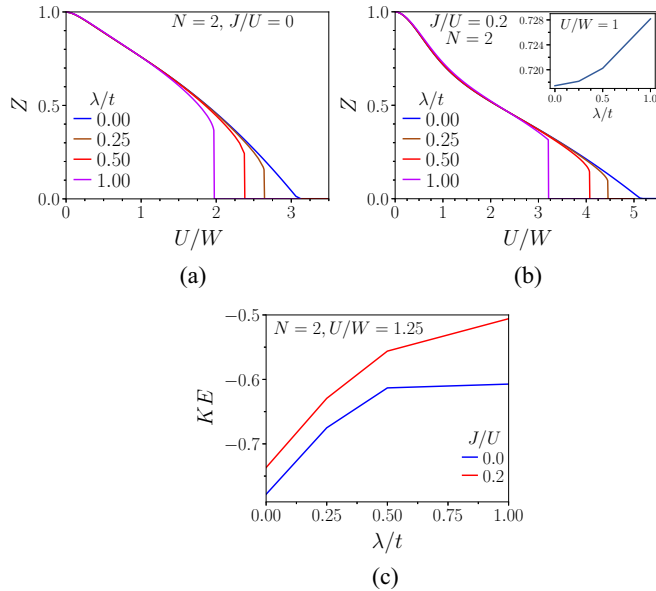 N = 2, J/U = 0
Z
1.0
0.5
0.0
λ/t
0.00
0.25
0.50
1.00
0
1
2
3
U/W
(a)
J/U = 0.2
N = 2
Z
1.0
0.5
0.0
λ/t
0.00
0.25
0.50
1.00
0
1
2
3
4
5
U/W
U/W = 1
0.728
0.724
0.720
0.0
0.5
1.0
λ/t
(b)
N = 2, U/W = 1.25
KE
−0.5
−0.6
−0.7
J/U
0.0
0.2
0.00
0.25
0.50
0.75
1.00
λ/t
(c)